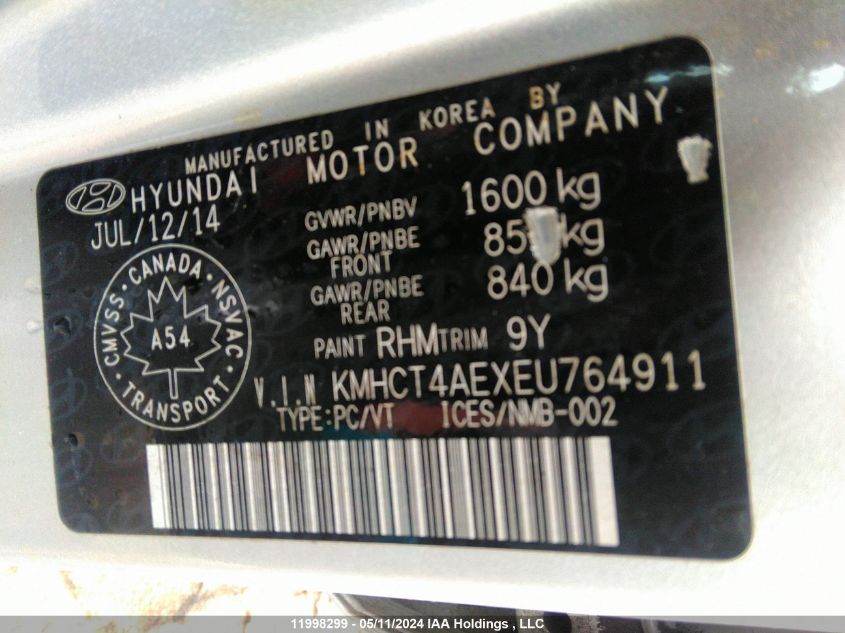 MANUFACTURED IN KOREA BY
HYUNDAI MOTOR COMPANY
JUL/12/14
GVWR/PNBV 1600 kg
GAWR/PNBE FRONT kg
GAWR/PNBE REAR 840 kg
PAINT RHM TRIM 9Y
V.I.N KMHCT4AEXEU764911
TYPE:PC/VT ICES/NMB-002
CMVSS · CANADA · NSVAC · TRANSPORT ·
A54
11998299 - 05/11/2024 IAA Holdings , LLC